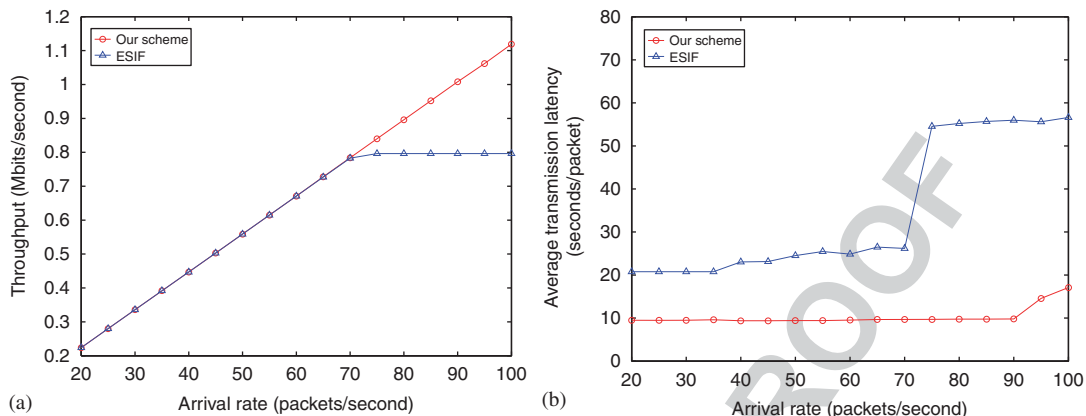 1.2
1.1
1
0.9
0.8
0.7
0.6
0.5
0.4
0.3
0.2
Throughput (Mbits/second)
Our scheme
ESIF
20 30 40 50 60 70 80 90 100
Arrival rate (packets/second)
(a)
80
70
60
50
40
30
20
10
0
Average transmission latency
(seconds/packet)
Our scheme
ESIF
20 30 40 50 60 70 80 90 100
Arrival rate (packets/second)
(b)
ROOF